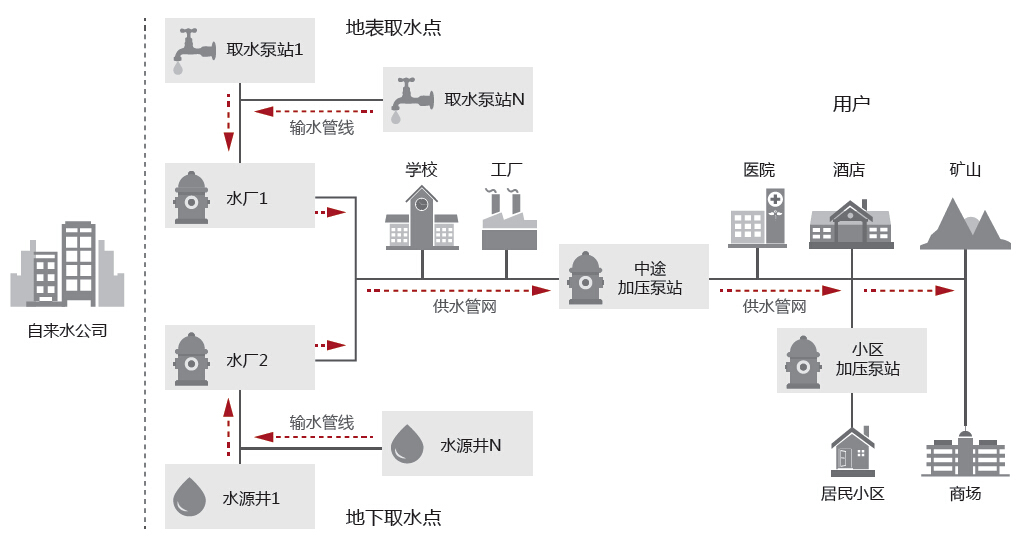 地表取水点
取水泵站1
取水泵站N
输水管线
用户
水厂1
学校
工厂
医院
酒店
矿山
中途
加压泵站
供水管网
供水管网
自来水公司
水厂2
小区
加压泵站
输水管线
水源井N
水源井1
居民小区
商场
地下取水点